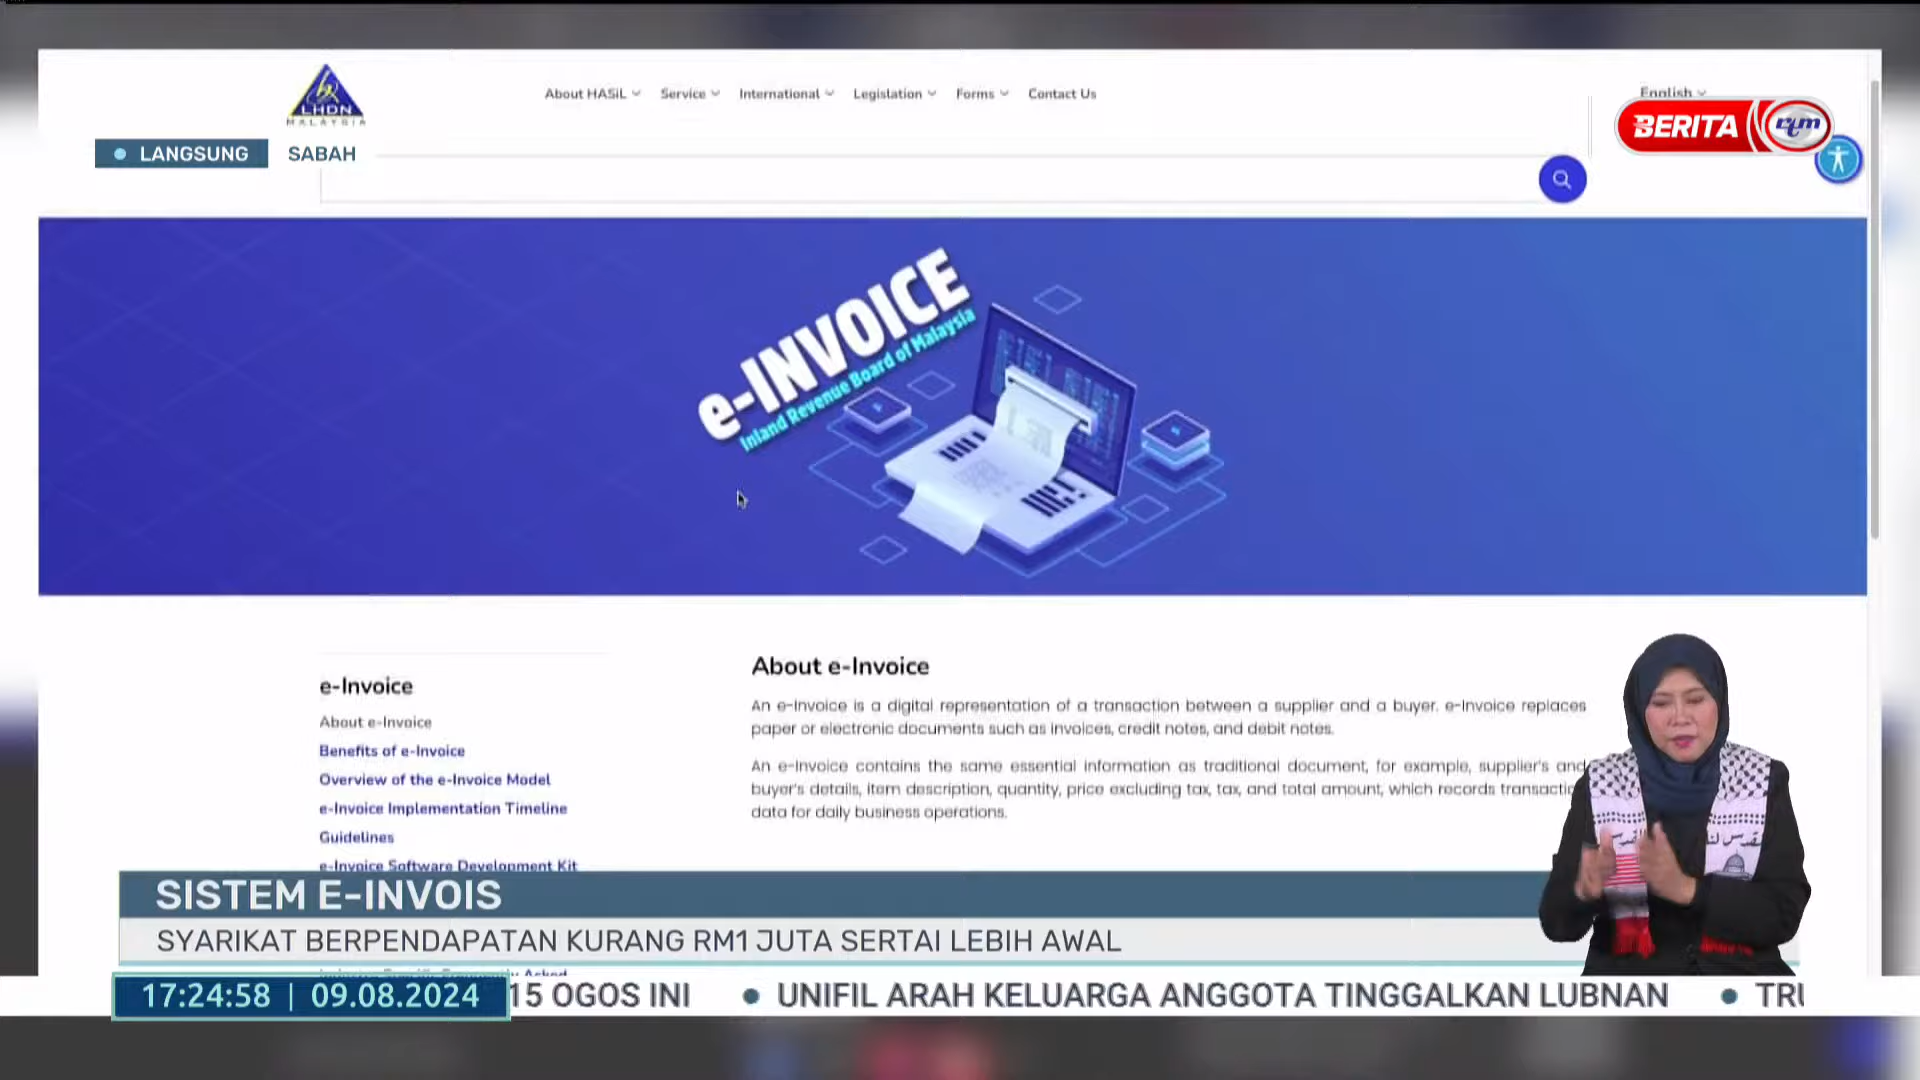 LHDN
MALAYSIA
About HASiL
Service
International
Legislation
Forms
Contact Us
English
BERITA rtm
LANGSUNG
SABAH
e-INVOICE
Inland Revenue Board of Malaysia
e-Invoice
About e-Invoice
Benefits of e-Invoice
Overview of the e-Invoice Model
e-Invoice Implementation Timeline
Guidelines
e-Invoice Software Development Kit
About e-Invoice
An e-Invoice is a digital representation of a transaction between a supplier and a buyer. e-Invoice replaces
paper or electronic documents such as invoices, credit notes, and debit notes.
An e-Invoice contains the same essential information as traditional document, for example, supplier's and
buyer's details, item description, quantity, price excluding tax, tax, and total amount, which records
data for daily business operations.
SISTEM E-INVOIS
SYARIKAT BERPENDAPATAN KURANG RM1 JUTA SERTAI LEBIH AWAL
Asked
17:24:58 | 09.08.2024
15 OGOS INI • UNIFIL ARAH KELUARGA ANGGOTA TINGGALKAN LUBNAN •